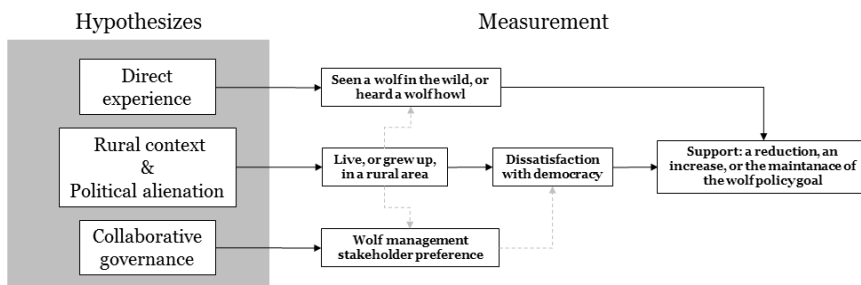 Hypothesizes
Measurement
Direct
experience
Seen a wolf in the wild, or
heard a wolf howl
Rural context
&
Political alienation
Live, or grew up,
in a rural area
Dissatisfaction
with democracy
Support: a reduction, an
increase, or the maintanace of
the wolf policy goal
Collaborative
governance
Wolf management
stakeholder preference